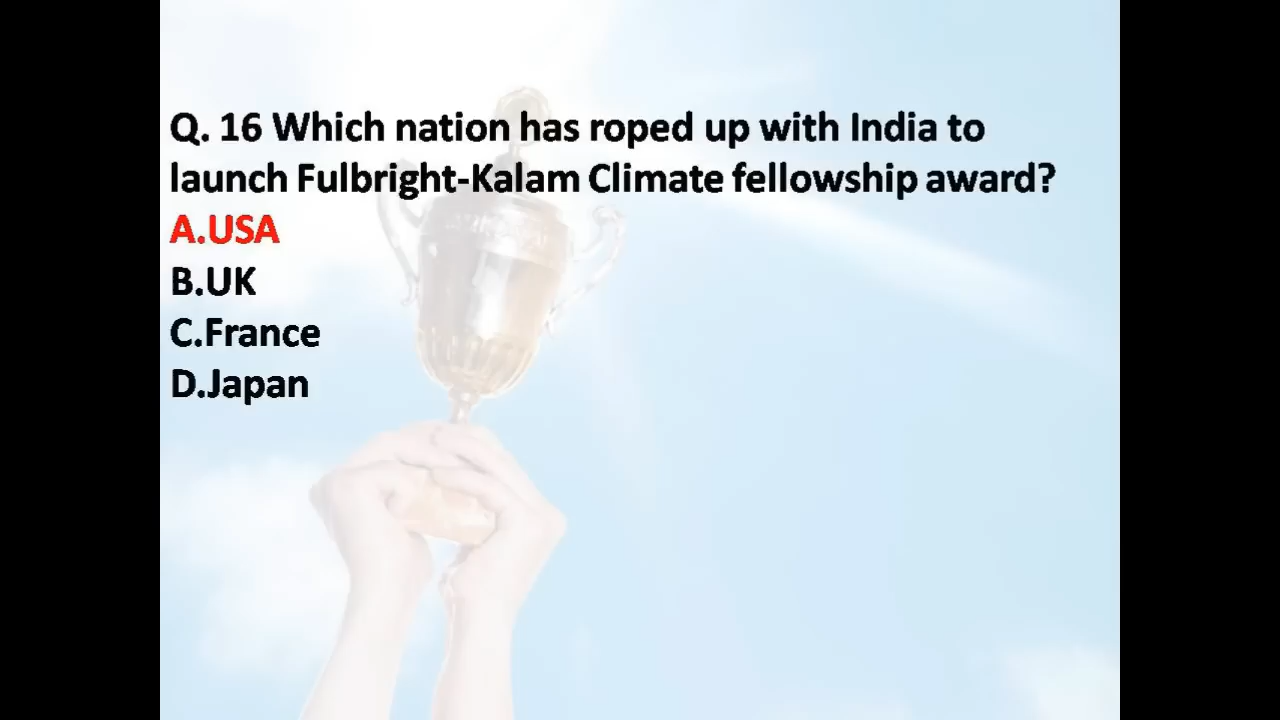 Q. 16 Which nation has roped up with India to
launch Fulbright-Kalam Climate fellowship award?
A.USA
B.UK
C.France
D.Japan